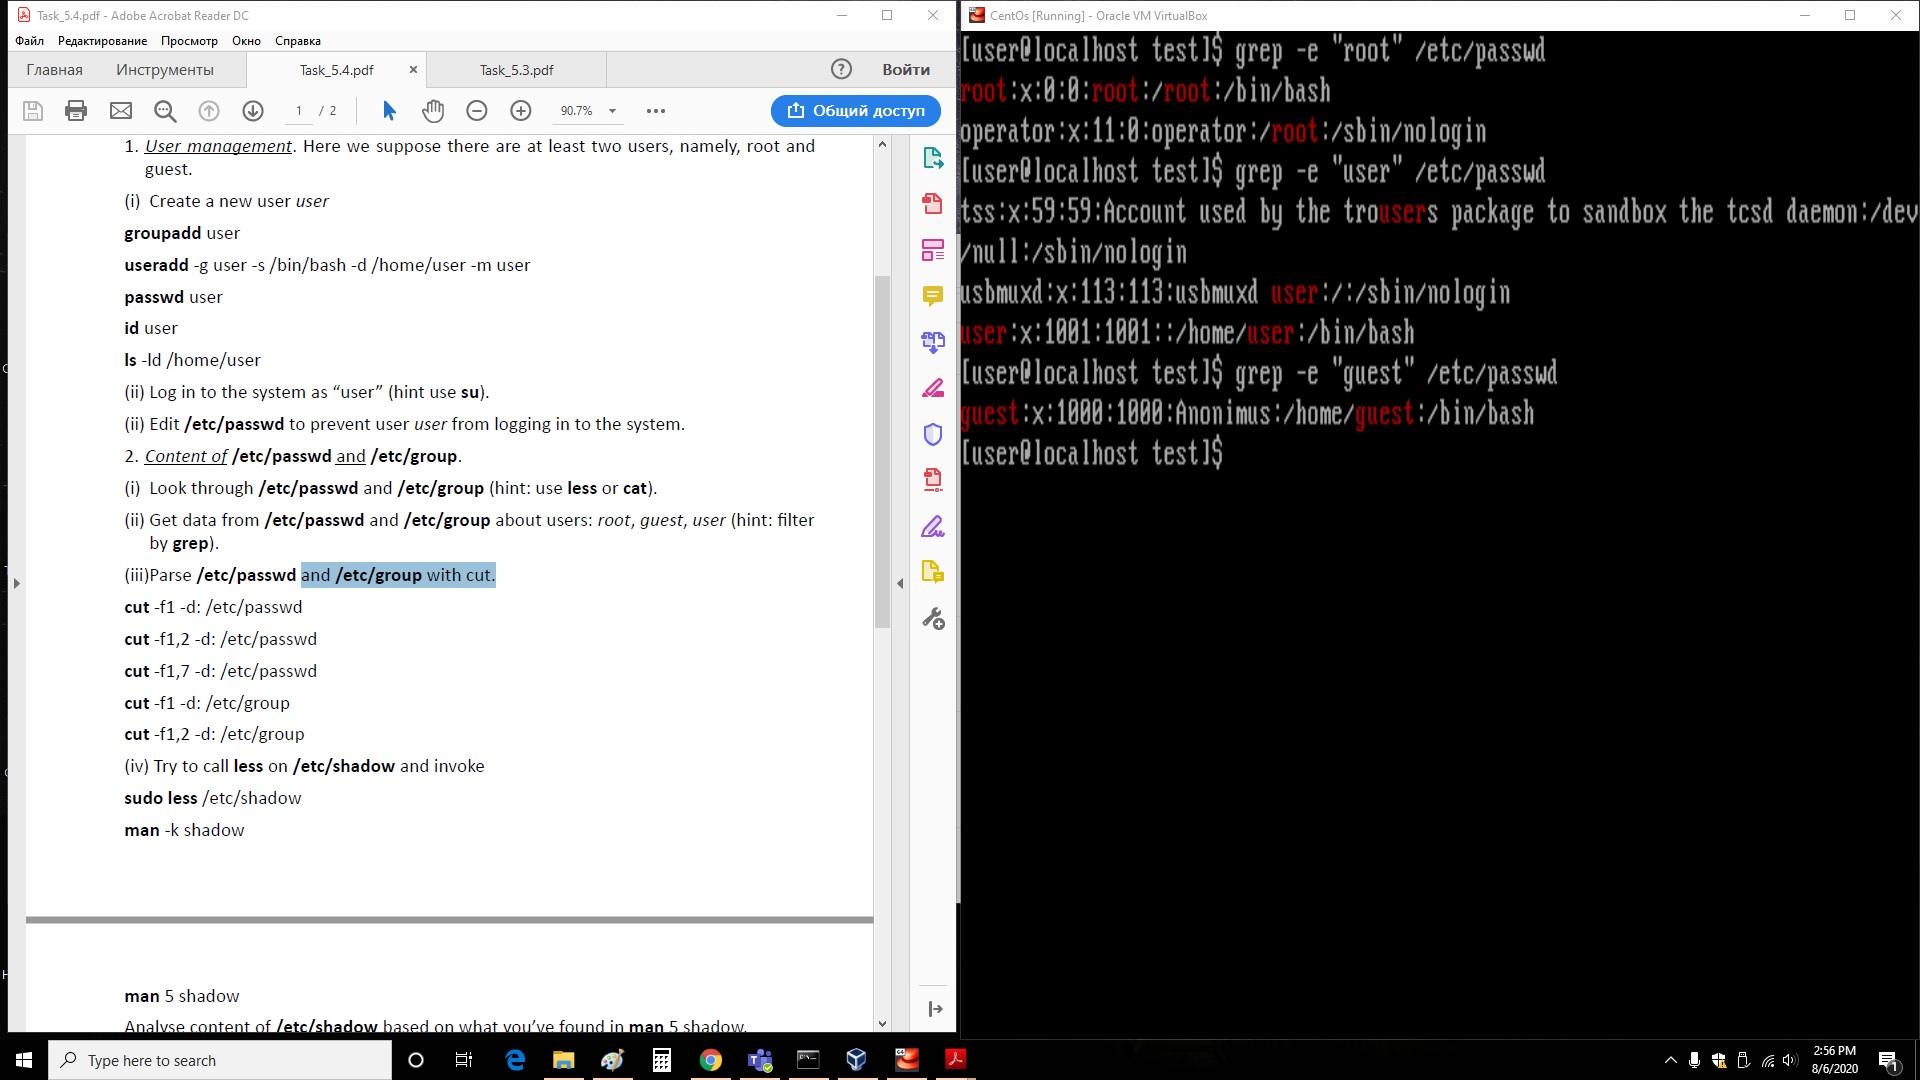 Task_5.4.pdf - Adobe Acrobat Reader DC
Файл Редактирование Просмотр Окно Справка
Главная Инструменты Task_5.4.pdf × Task_5.3.pdf ? Войти
1 / 2 90.7% Общий доступ
1. User management. Here we suppose there are at least two users, namely, root and
guest.
(i) Create a new user user
groupadd user
useradd -g user -s /bin/bash -d /home/user -m user
passwd user
id user
ls -ld /home/user
(ii) Log in to the system as “user” (hint use su).
(ii) Edit /etc/passwd to prevent user user from logging in to the system.
2. Content of /etc/passwd and /etc/group.
(i) Look through /etc/passwd and /etc/group (hint: use less or cat).
(ii) Get data from /etc/passwd and /etc/group about users: root, guest, user (hint: filter
by grep).
(iii)Parse /etc/passwd and /etc/group with cut.
cut -f1 -d: /etc/passwd
cut -f1,2 -d: /etc/passwd
cut -f1,7 -d: /etc/passwd
cut -f1 -d: /etc/group
cut -f1,2 -d: /etc/group
(iv) Try to call less on /etc/shadow and invoke
sudo less /etc/shadow
man -k shadow
man 5 shadow
Analyse content of /etc/shadow based on what you’ve found in man 5 shadow.
CentOs [Running] - Oracle VM VirtualBox
[user@localhost test]$ grep -e "root" /etc/passwd
root:x:0:0:root:/root:/bin/bash
operator:x:11:0:operator:/root:/sbin/nologin
[user@localhost test]$ grep -e "user" /etc/passwd
tss:x:59:59:Account used by the trousers package to sandbox the tcsd daemon:/dev
/null:/sbin/nologin
usbmuxd:x:113:113:usbmuxd user:/:/sbin/nologin
user:x:1001:1001::/home/user:/bin/bash
[user@localhost test]$ grep -e "guest" /etc/passwd
guest:x:1000:1000:Anonimus:/home/guest:/bin/bash
[user@localhost test]$
Type here to search
2:56 PM
8/6/2020
1